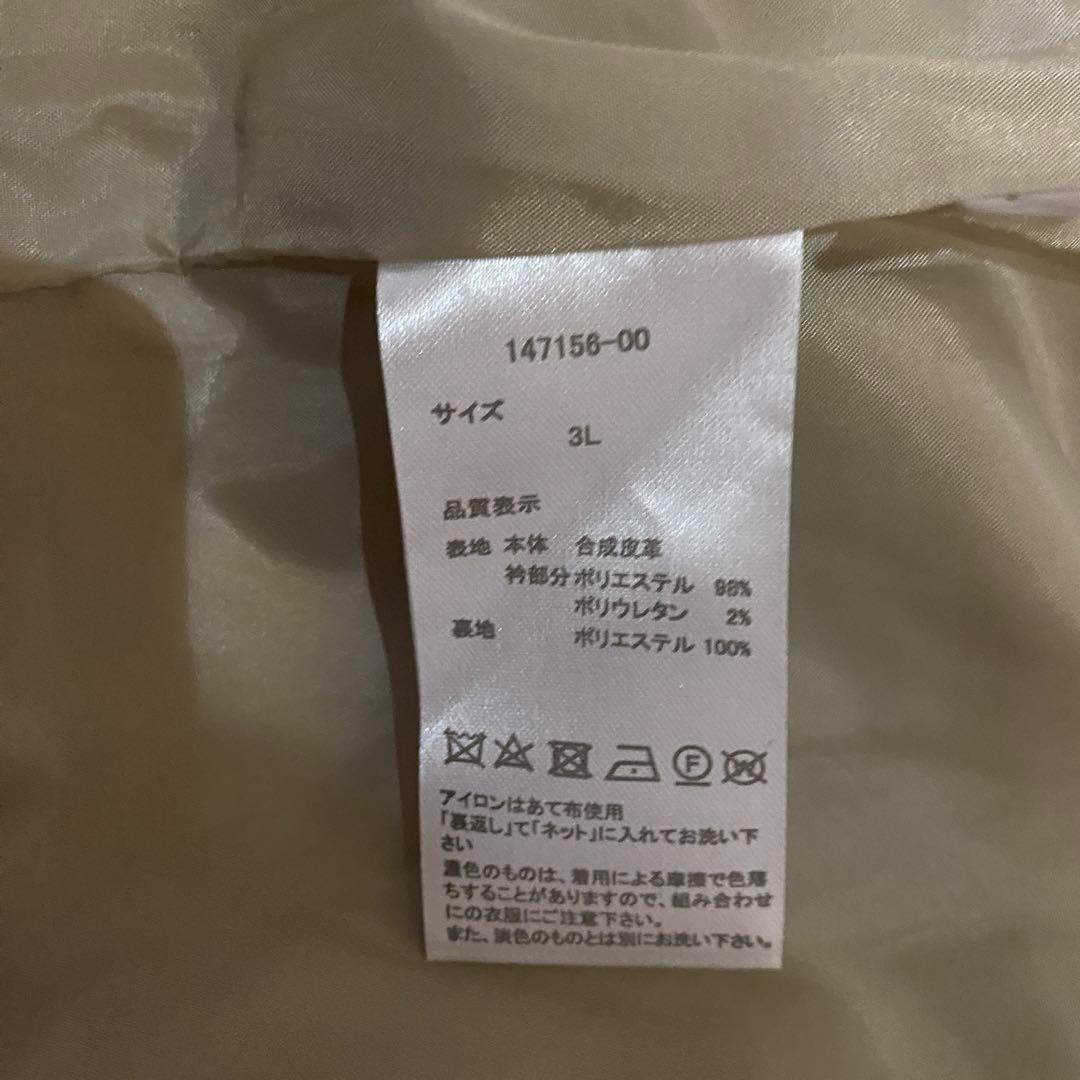 147156-00
サイズ
3L
品質表示
表地 本体 合成皮革
衿部分 ポリエステル 98%
ポリウレタン 2%
裏地 ポリエステル 100%
F
W
アイロンはあて布使用
「裏返し」て「ネット」に入れてお洗い下
さい
濃色のものは、着用による摩擦で色落
ちすることがありますので、組み合わせ
にの衣服にご注意下さい。
また、淡色のものとは別にお洗い下さい。